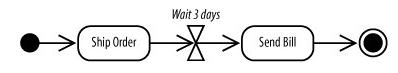 Wait 3 days
Ship Order
Send Bill